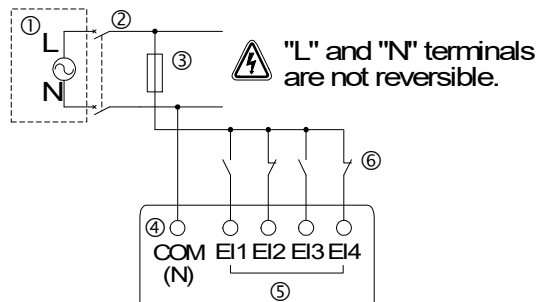 ①
②
L
③
"L" and "N" terminals
are not reversible.
N
⑥
④
COM EI1 EI2 EI3 EI4
(N)
⑤